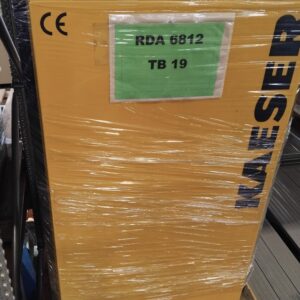 CE
RDA 6812
TB 19
KAESER